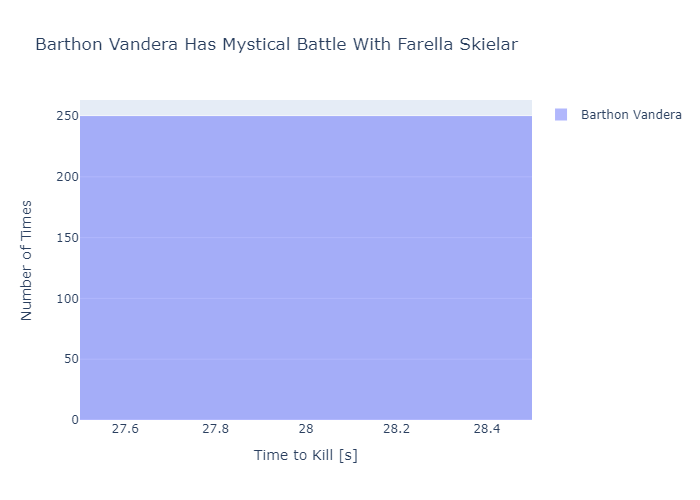 Barthon Vandera Has Mystical Battle With Farella Skielar
Barthon Vandera
250
200
150
100
50
0
Number of Times
27.6 27.8 28 28.2 28.4
Time to Kill [s]